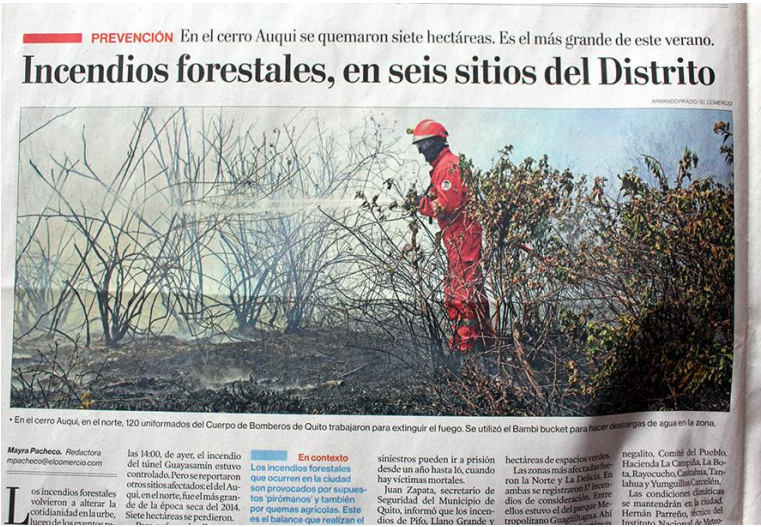 PREVENCIÓN En el cerro Auqui se quemaron siete hectáreas. Es el más grande de este verano.
Incendios forestales, en seis sitios del Distrito
ARMANDO PRADO / EL COMERCIO
• En el cerro Auqui, en el norte, 120 uniformados del Cuerpo de Bomberos de Quito trabajaron para extinguir el fuego. Se utilizó el Bambi bucket para hacer descargas de agua en la zona.
Mayra Pacheco. Redactora
mpacheco@elcomercio.com
Los incendios forestales
volvieron a alterar la
cotidianidad en la urbe.
las 14:00, de ayer, el incendio
del túnel Guayasamín estuvo
controlado. Pero se reportaron
otros sitios afectados: el del Au-
qui, en el norte, fue el más gran-
de de la época seca del 2014.
Siete hectáreas se perdieron.
En contexto
Los incendios forestales
que ocurren en la ciudad
son provocados por supues-
tos 'pirómanos' y también
por quemas agrícolas. Este
es el balance que realizan el
siniestros pueden ir a prisión
desde un año hasta 16, cuando
hay víctimas mortales.
Juan Zapata, secretario de
Seguridad del Municipio de
Quito, informó que los incen-
dios de Pifo, Llano Grande y
hectáreas de espacios verdes.
Las zonas más afectadas fue-
ron la Norte y La Delicia. En
ambas se registraron 17 incen-
dios de consideración. Entre
ellos estuvo el del parque Me-
tropolitano Guangüiltagua. Ahí
negalito, Comité del Pueblo,
Hacienda La Campiña, La Bo-
ta, Rayocucho, Casitahua, Tan-
lahua y Yumguillas Carcelén.
Las condiciones climáticas
se mantendrán en la ciudad.
Hernán Parreño, técnico del
Instituto Nacional de Meteo-